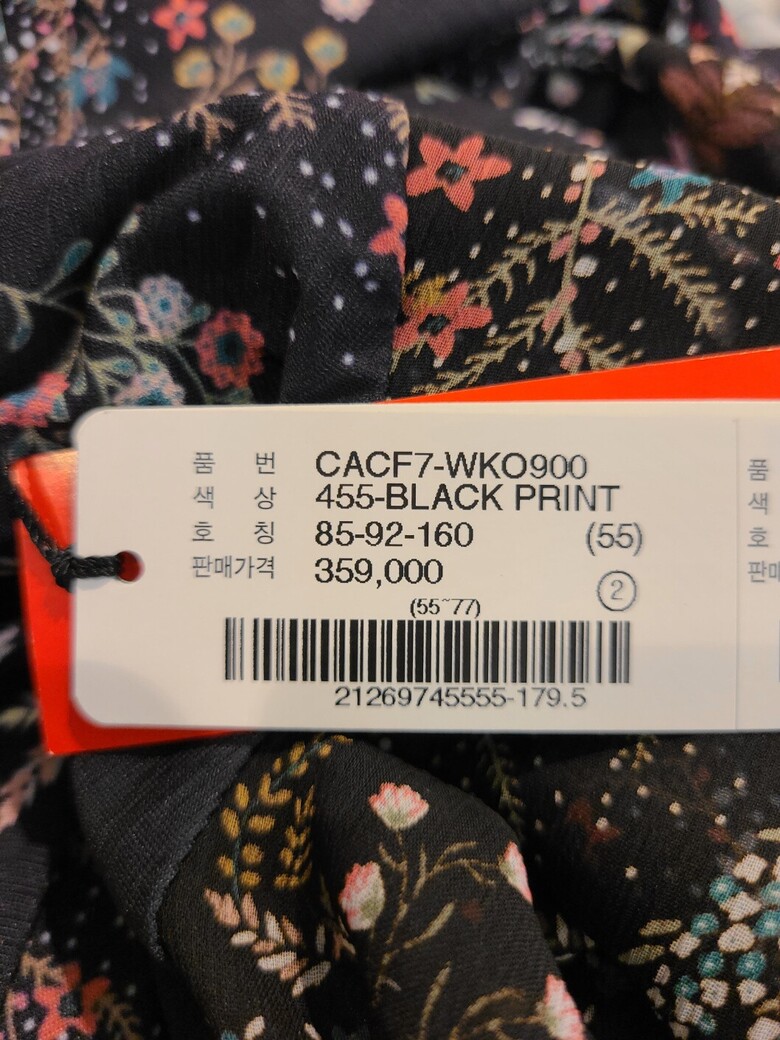 품 번 CACF7-WKO900
색 상 455-BLACK PRINT
호 칭 85-92-160 (55)
판매가격 359,000
②
(55~77)
21269745555-179.5
품
색
호
판매